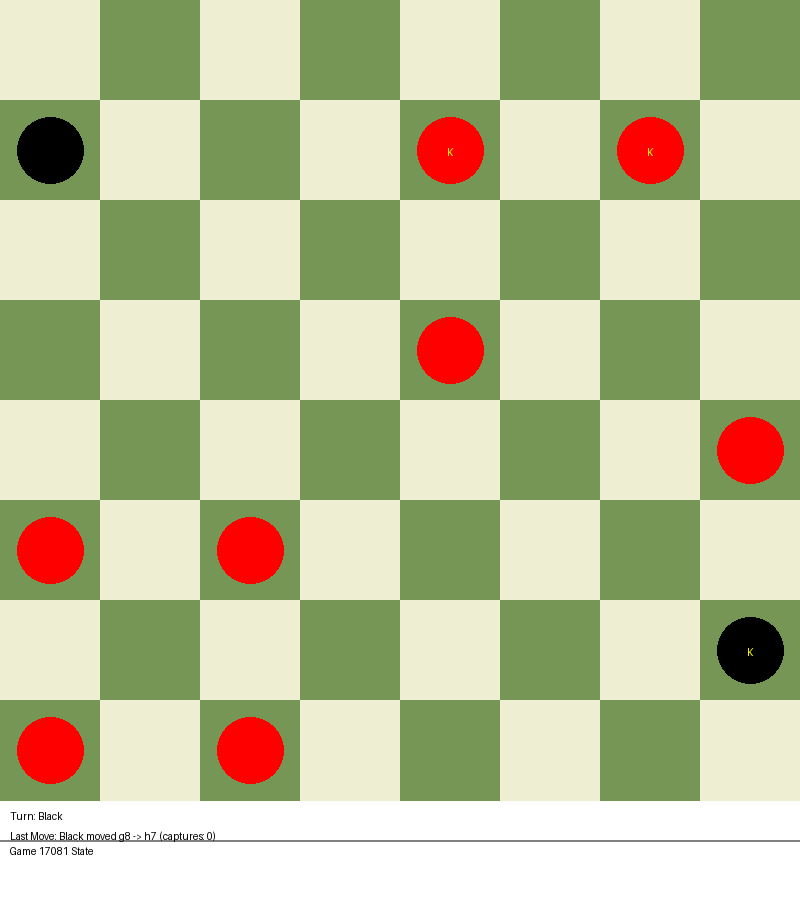 K K
K
Turn: Black
Last Move: Black moved g8 -> h7 (captures: 0)
Game 17081 State